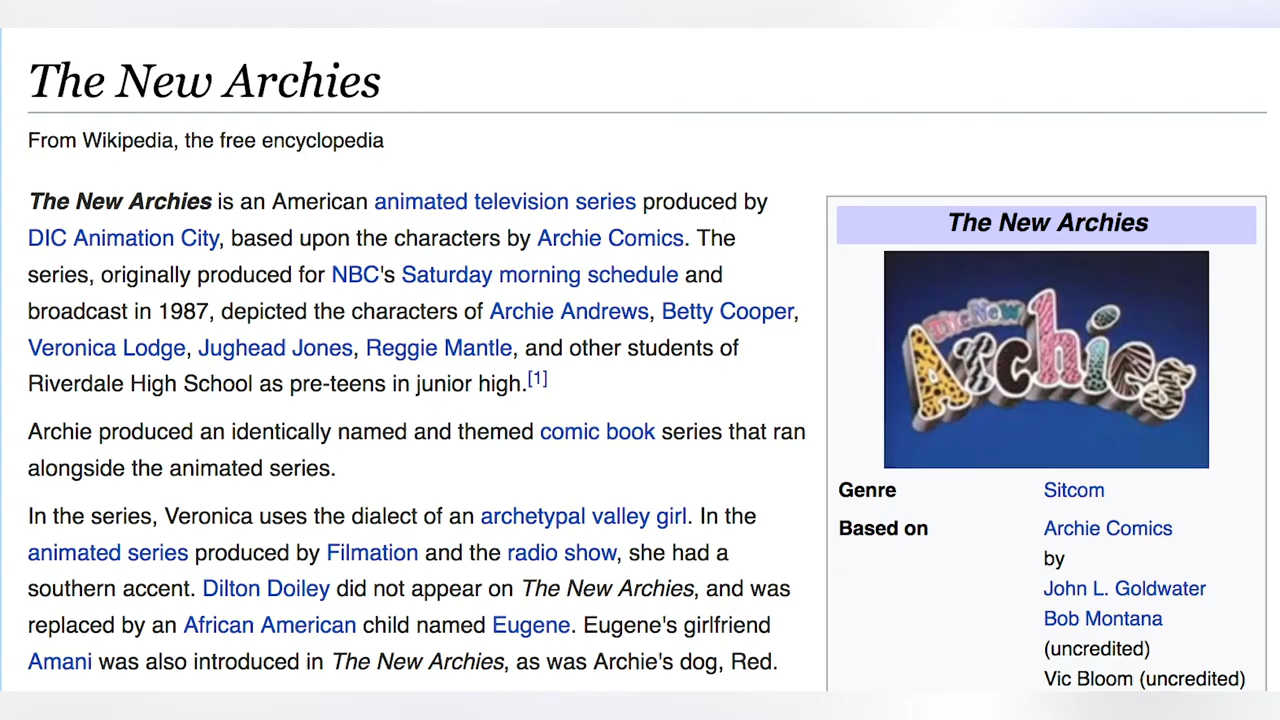 The New Archies
From Wikipedia, the free encyclopedia
The New Archies is an American animated television series produced by
DIC Animation City, based upon the characters by Archie Comics. The
series, originally produced for NBC's Saturday morning schedule and
broadcast in 1987, depicted the characters of Archie Andrews, Betty Cooper,
Veronica Lodge, Jughead Jones, Reggie Mantle, and other students of
Riverdale High School as pre-teens in junior high.[1]
Archie produced an identically named and themed comic book series that ran
alongside the animated series.
In the series, Veronica uses the dialect of an archetypal valley girl. In the
animated series produced by Filmation and the radio show, she had a
southern accent. Dilton Doiley did not appear on The New Archies, and was
replaced by an African American child named Eugene. Eugene's girlfriend
Amani was also introduced in The New Archies, as was Archie's dog, Red.
The New Archies
The New
Archies
Genre Sitcom
Based on Archie Comics
by
John L. Goldwater
Bob Montana
(uncredited)
Vic Bloom (uncredited)